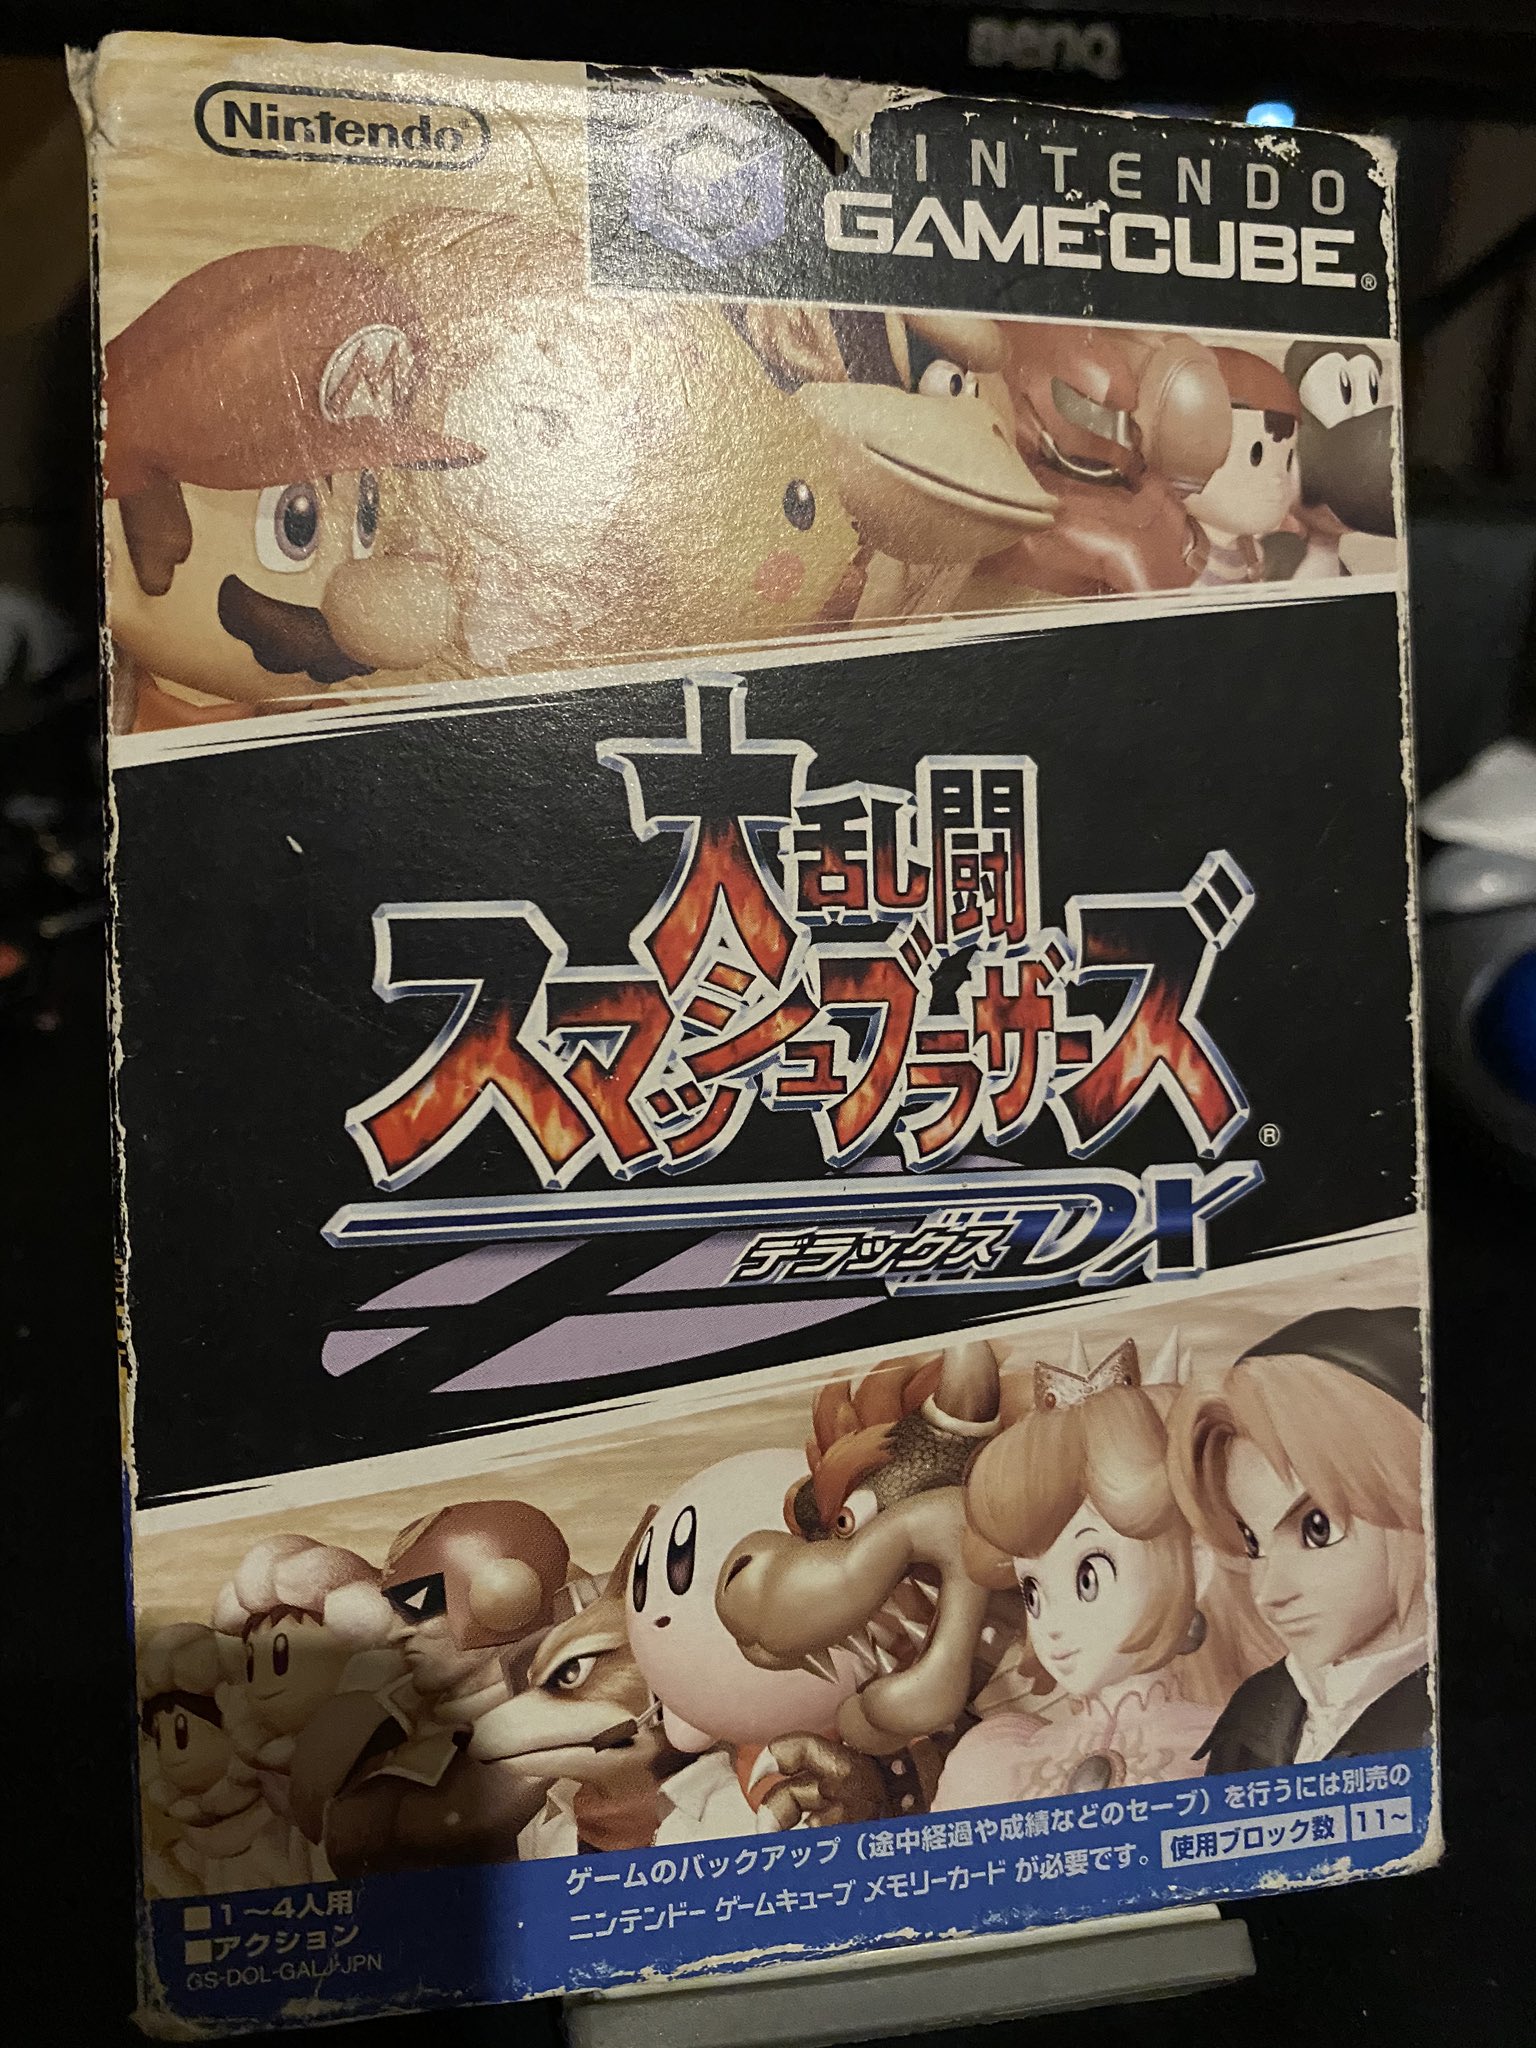 BenQ
Nintendo®
NINTENDO
GAMECUBE®
M
大乱闘
スマッシュブラザーズ®
デラックス DX
ゲームのバックアップ（途中経過や成績などのセーブ）を行うには別売の
ニンテンドー ゲームキューブ メモリーカード が必要です。 使用ブロック数 11～
■1～4人用
■アクション
GS-DOL-GALJ-JPN